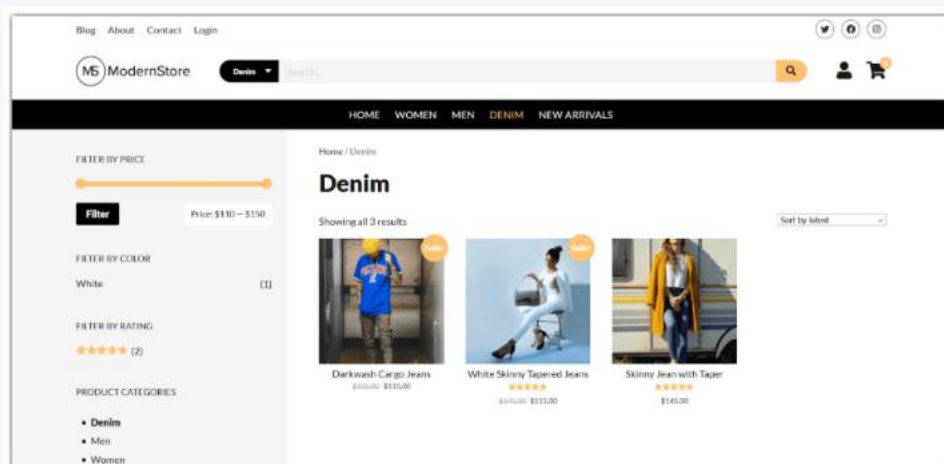 Blog About Contact Login
MS ModernStore
Denim
Search...
0
HOME WOMEN MEN DENIM NEW ARRIVALS
FILTER BY PRICE
Filter
Price: $110 — $150
FILTER BY COLOR
White (1)
FILTER BY RATING
(2)
PRODUCT CATEGORIES
Denim
Men
Women
Home / Denim
Denim
Showing all 3 results
Sort by latest
Sale!
Sale!
Darkwash Cargo Jeans
$115.00
White Skinny Tapered Jeans
$115.00
Skinny Jean with Taper
$145.00